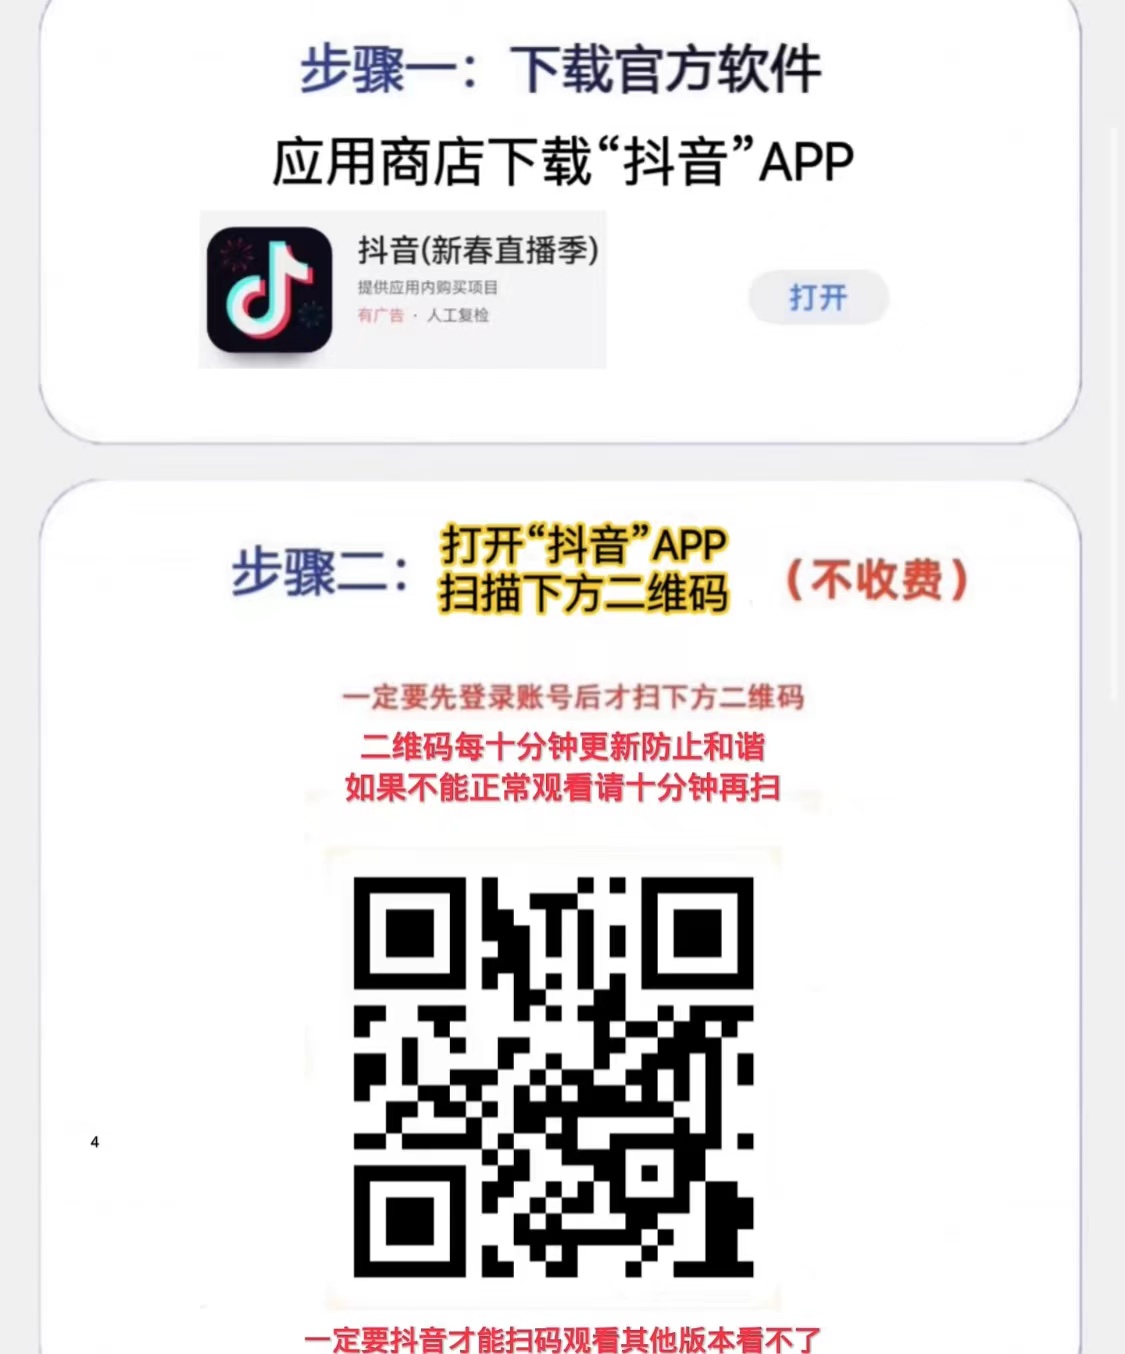 步骤一：下载官方软件
应用商店下载“抖音”APP
抖音(新春直播季)
提供应用内购买项目
有广告 · 人工复检
打开
步骤二：
打开“抖音”APP
扫描下方二维码
（不收费）
一定要先登录账号后才扫下方二维码
二维码每十分钟更新防止和谐
如果不能正常观看请十分钟再扫
4
一定要抖音才能扫码观看其他版本看不了